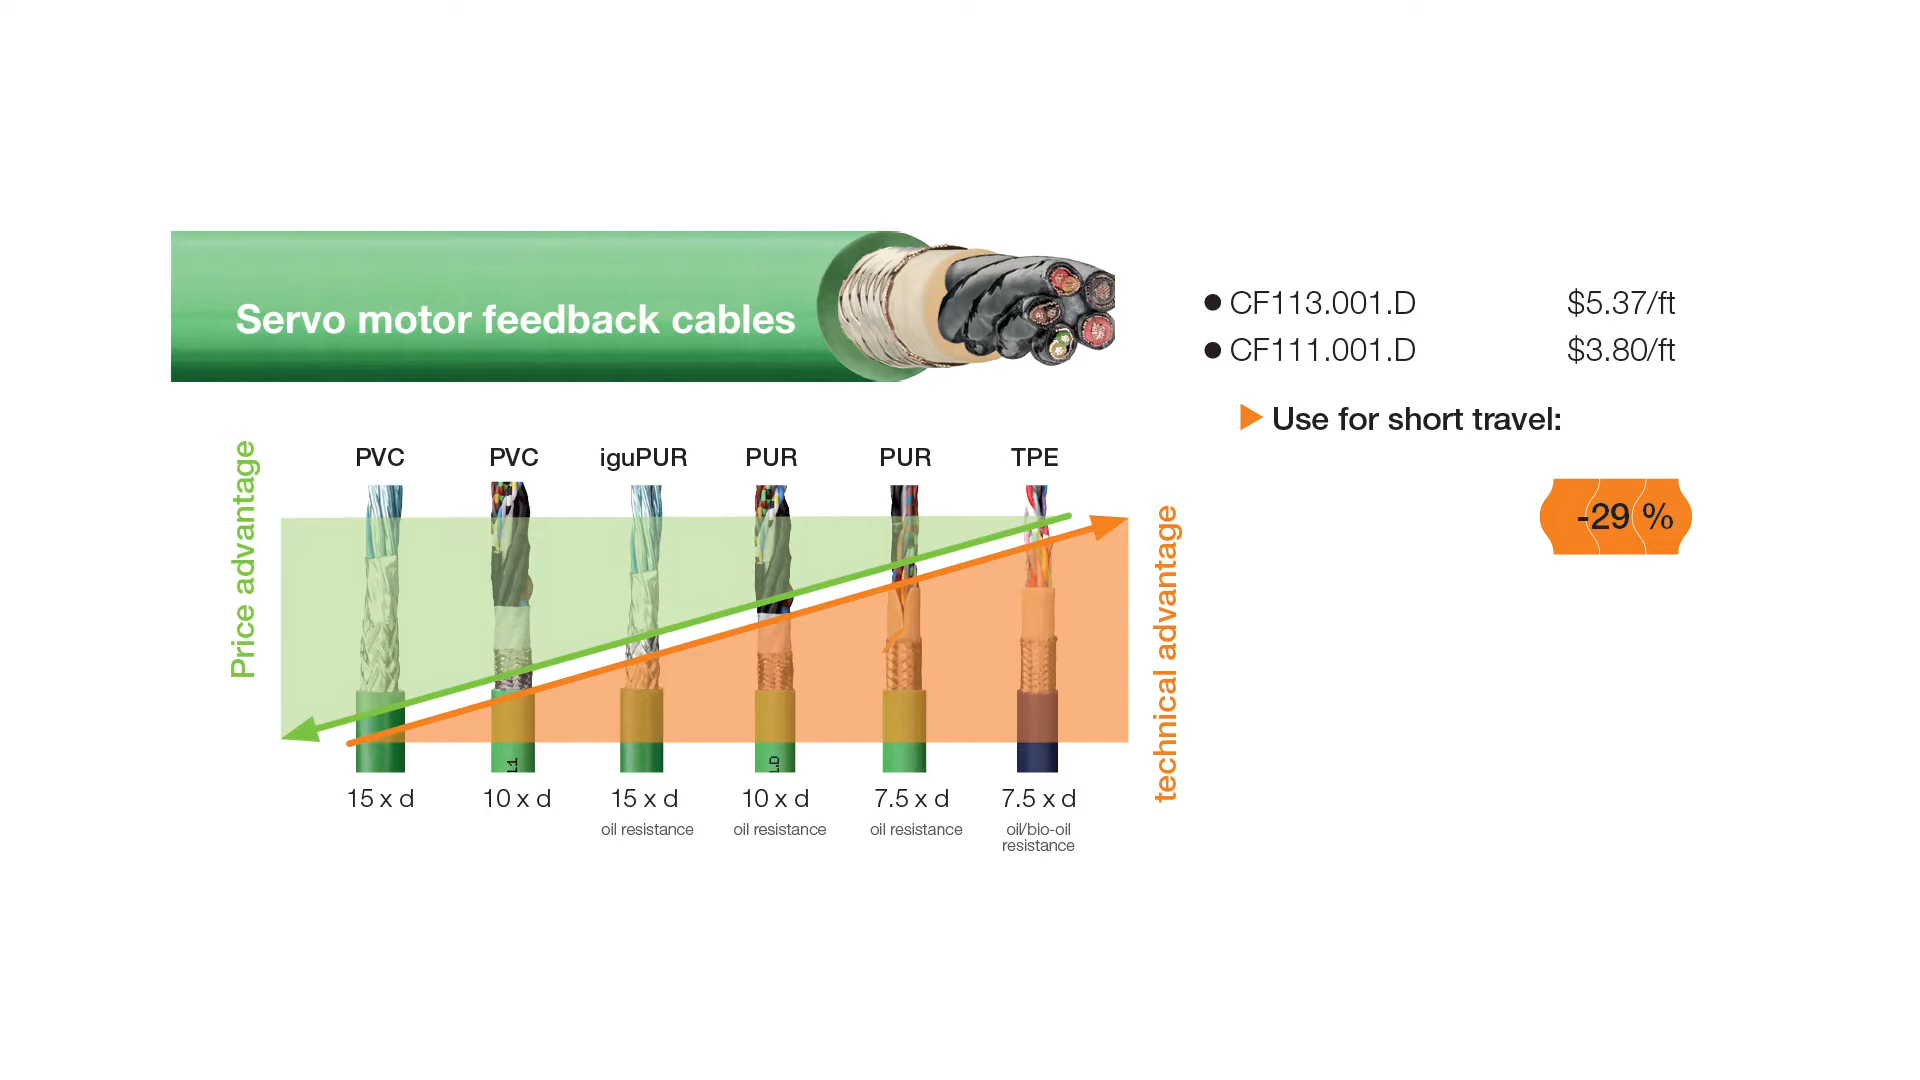 Servo motor feedback cables
● CF113.001.D $5.37/ft
● CF111.001.D $3.80/ft
Use for short travel:
-29 %
Price advantage
technical advantage
PVC PVC iguPUR PUR PUR TPE
15 x d 10 x d 15 x d 10 x d 7.5 x d 7.5 x d
oil resistance oil resistance oil resistance oil/bio-oil
resistance